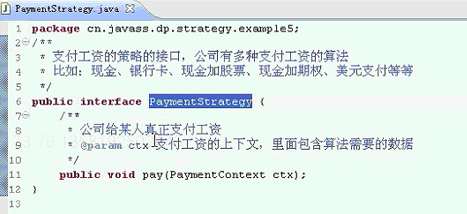 PaymentStrategy.java
1 package cn.javass.dp.strategy.example5;
2 /**
3 * 支付工资的策略的接口，公司有多种支付工资的算法
4 * 比如：现金、银行卡、现金加股票、现金加期权、美元支付等等
5 */
6 public interface PaymentStrategy {
7 /**
8 * 公司给某人真正支付工资
9 * @param ctx 支付工资的上下文，里面包含算法需要的数据
10 */
11 public void pay(PaymentContext ctx);
12 }
13